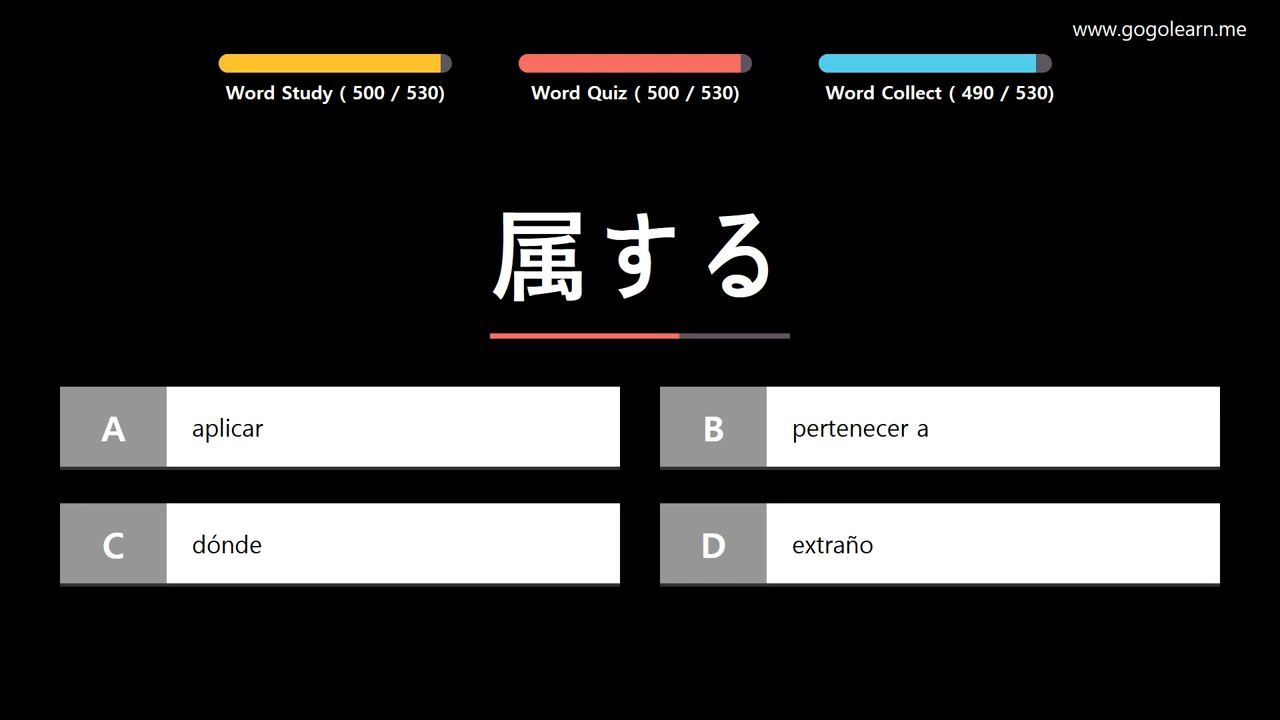 www.gogolearn.me
Word Study ( 500 / 530)
Word Quiz ( 500 / 530)
Word Collect ( 490 / 530)
属する
A aplicar
B pertenecer a
C dónde
D extraño